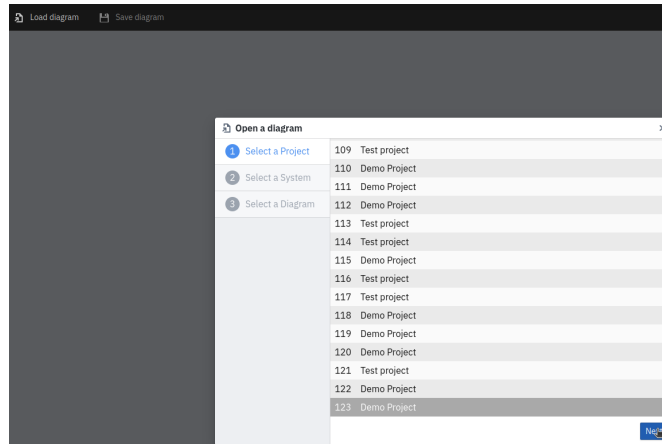 Load diagram Save diagram
Open a diagram
1 Select a Project
2 Select a System
3 Select a Diagram
109 Test project
110 Demo Project
111 Demo Project
112 Demo Project
113 Test project
114 Test project
115 Demo Project
116 Test project
117 Test project
118 Demo Project
119 Demo Project
120 Demo Project
121 Test project
122 Demo Project
123 Demo Project